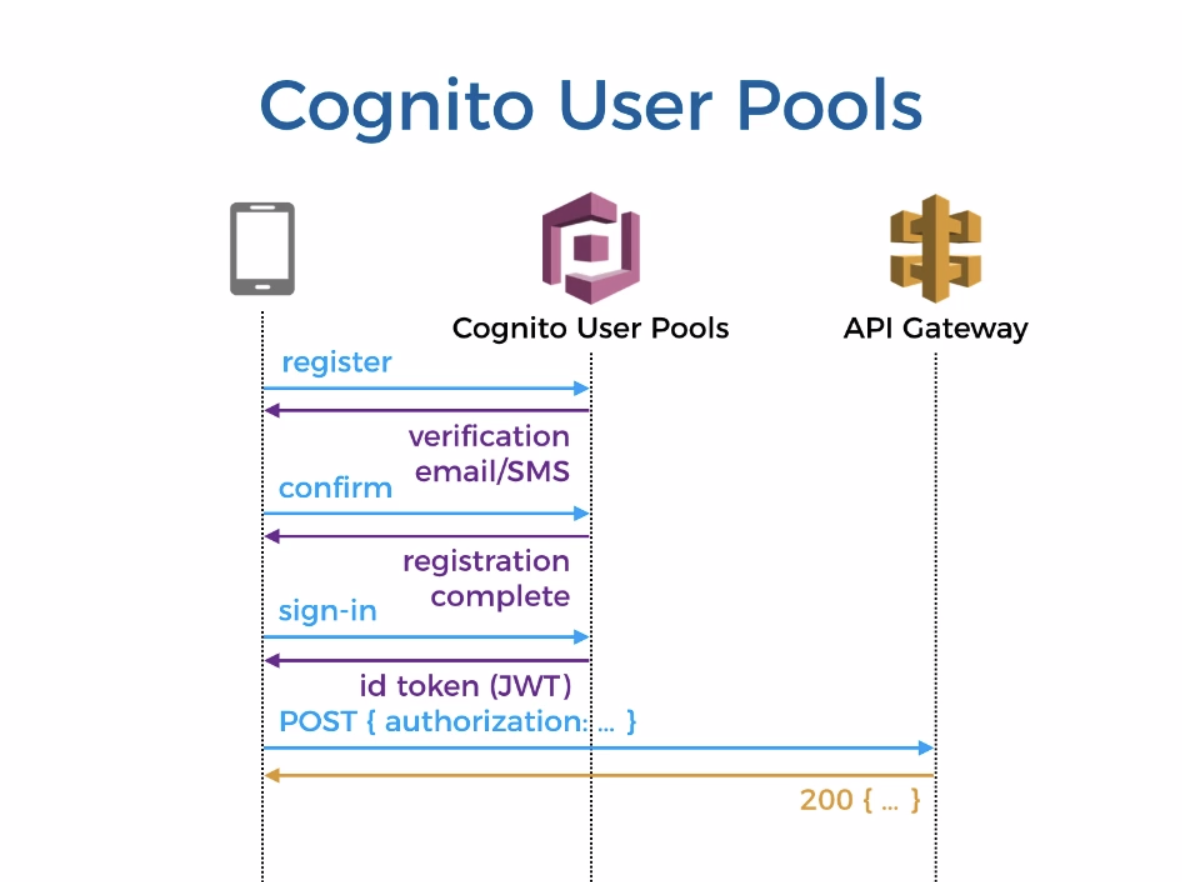 Cognito User Pools
Cognito User Pools
API Gateway
register
verification
email/SMS
confirm
registration
complete
sign-in
id token (JWT)
POST { authorization: ... }
200 { ... }